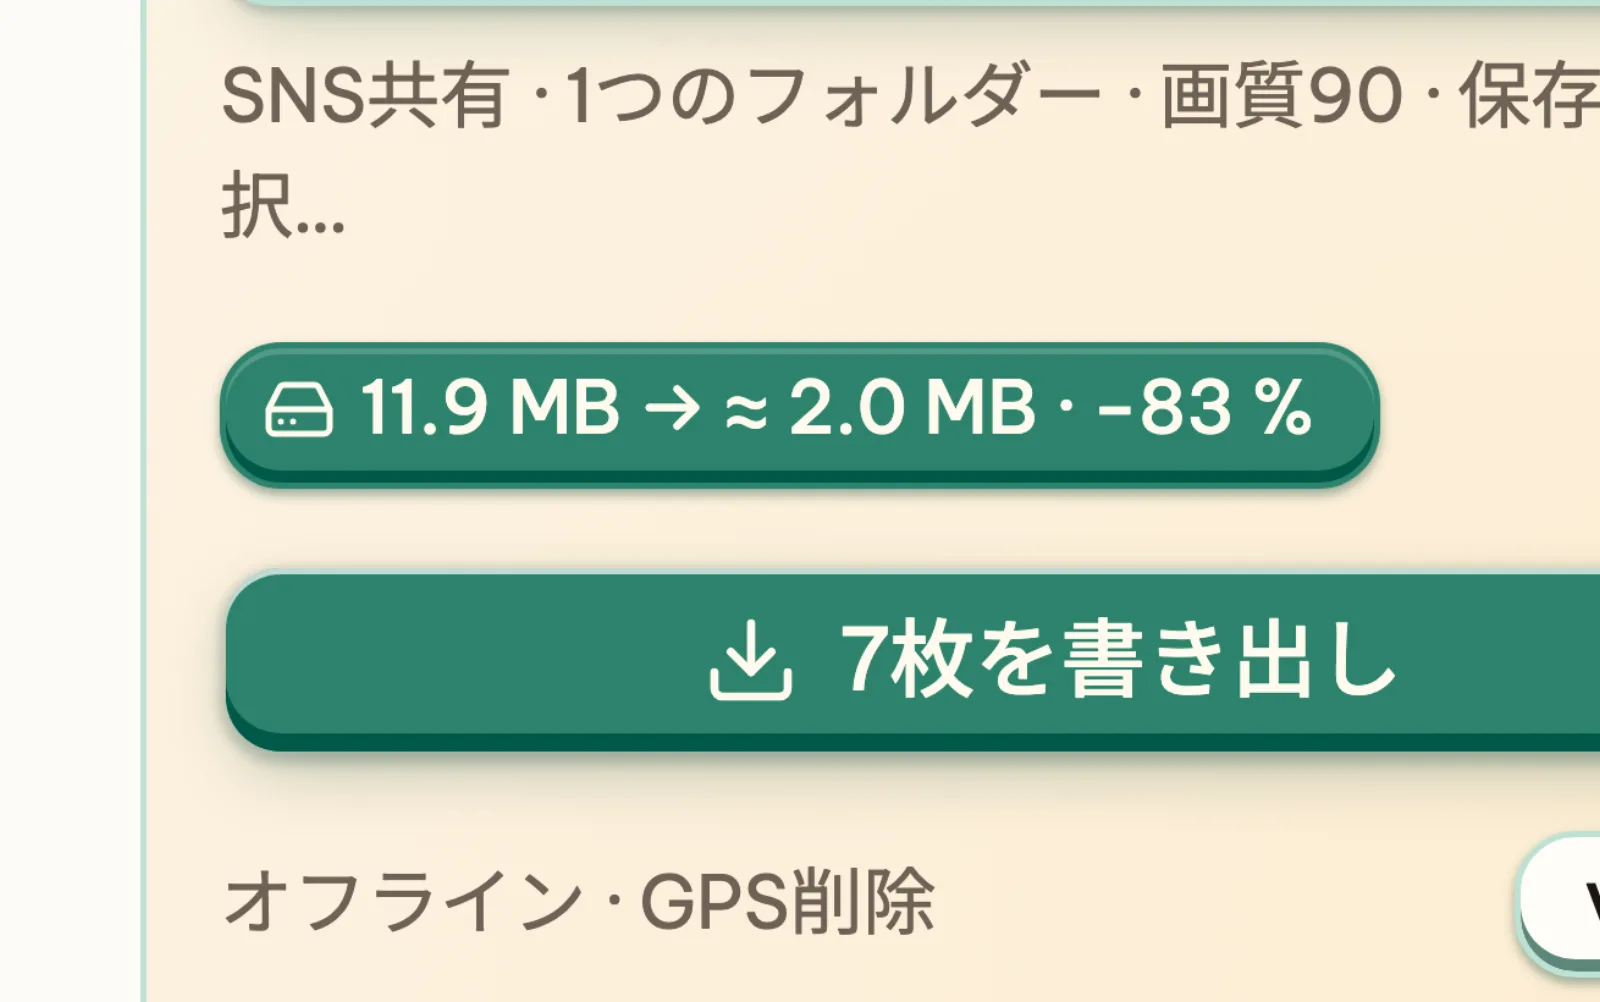 SNS共有 · 1つのフォルダー · 画質90 · 保存
択...
11.9 MB → ≈ 2.0 MB · −83 %
7枚を書き出し
オフライン · GPS削除